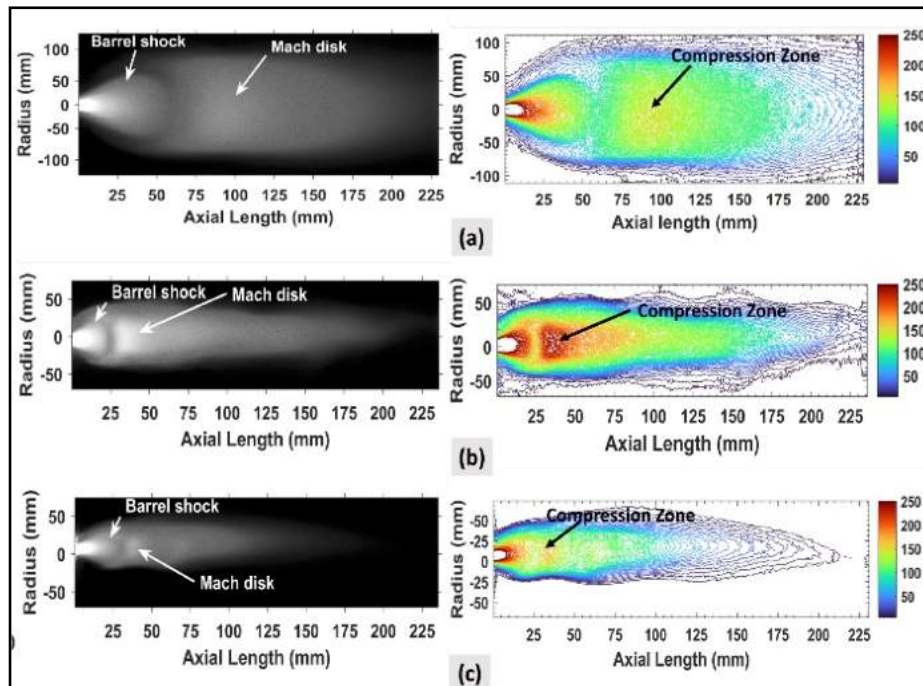 Barrel shock
Mach disk
Radius (mm)
100
50
0
-50
-100
25 50 75 100 125 150 175 200 225
Axial Length (mm)
Compression Zone
Radius (mm)
100
50
0
-50
-100
25 50 75 100 125 150 175 200 225
Axial length (mm)
250
200
150
100
50
(a)
Barrel shock
Mach disk
Radius (mm)
50
0
-50
25 50 75 100 125 150 175 200 225
Axial Length (mm)
Compression Zone
Radius (mm)
50
0
-50
25 50 75 100 125 150 175 200 225
Axial Length (mm)
250
200
150
100
50
(b)
Barrel shock
Mach disk
Radius (mm)
50
0
-50
25 50 75 100 125 150 175 200 225
Axial Length (mm)
Compression Zone
Radius (mm)
50
25
0
-25
-50
25 50 75 100 125 150 175 200 225
Axial Length (mm)
250
200
150
100
50
(c)